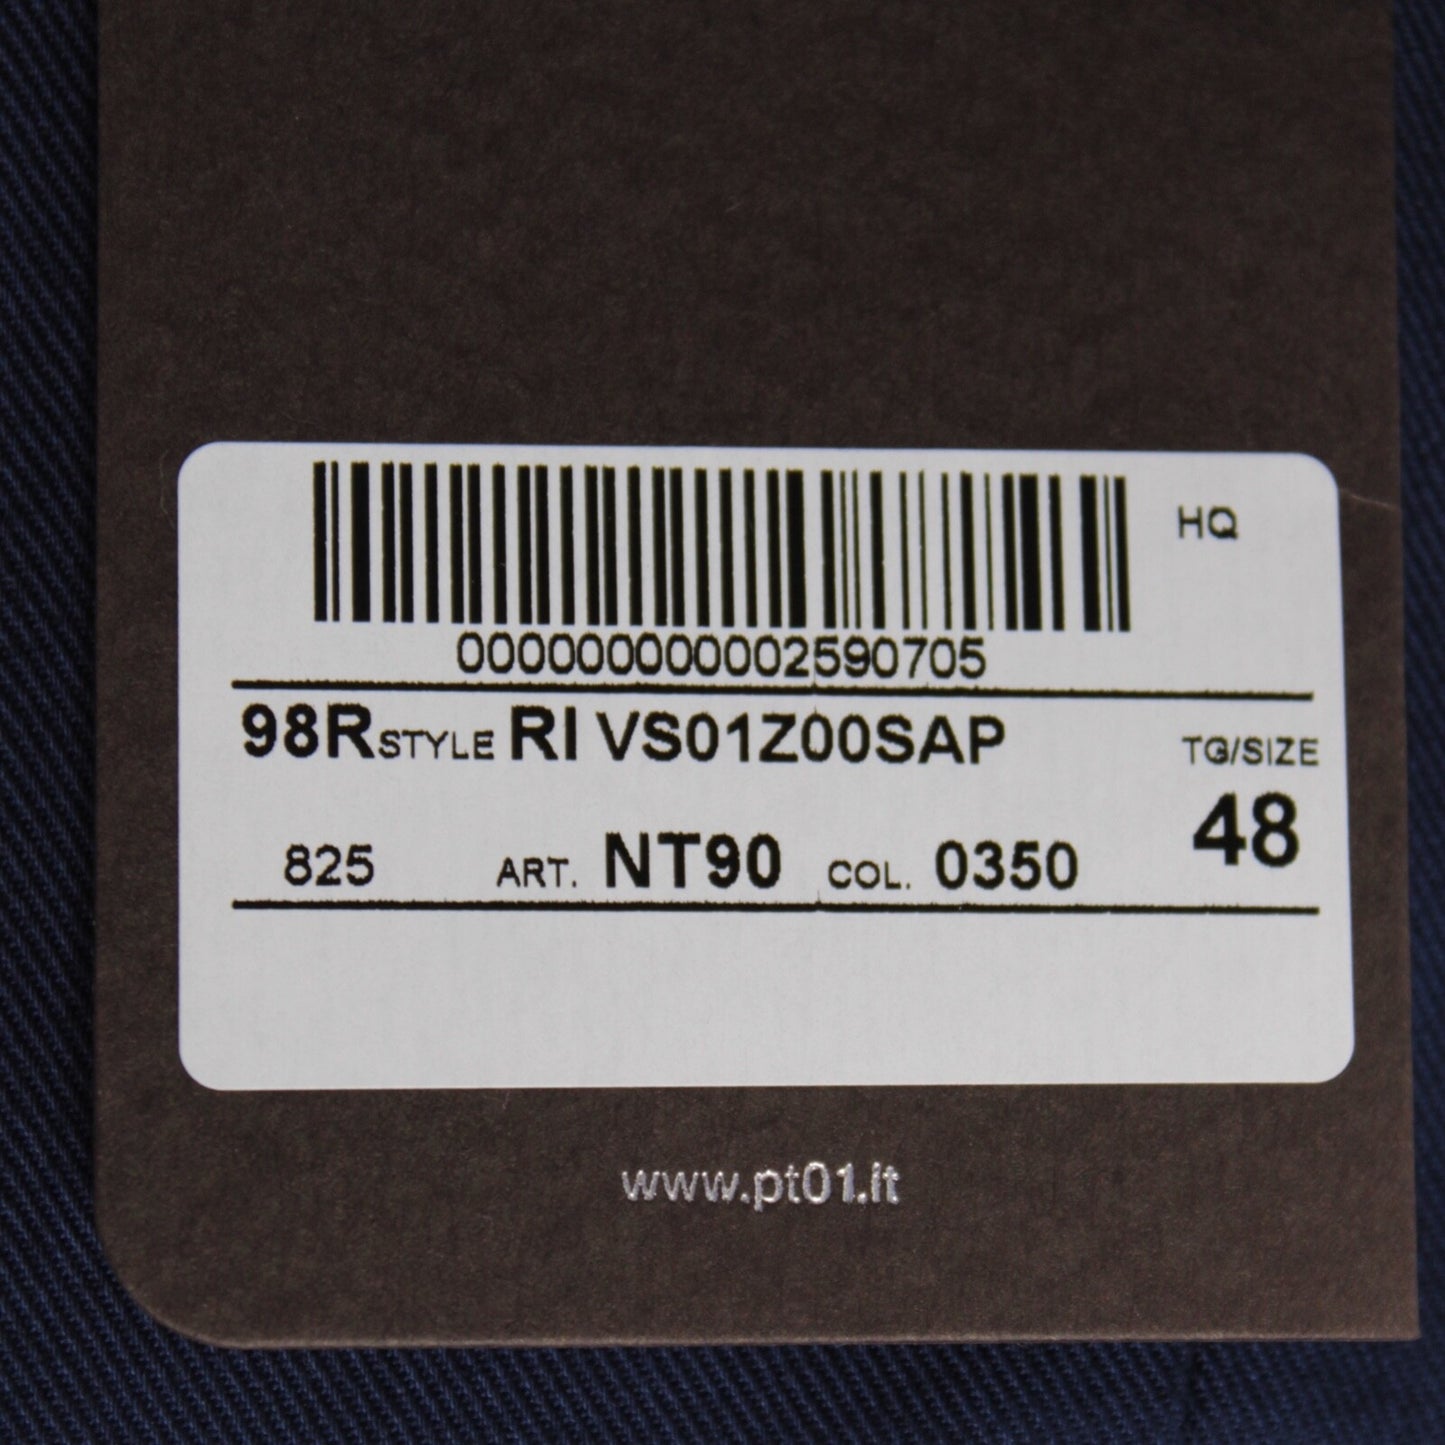 HQ
000000000002590705
98R STYLE RI VS01Z00SAP
TG/SIZE
48
825 ART. NT90 COL. 0350
www.pt01.it